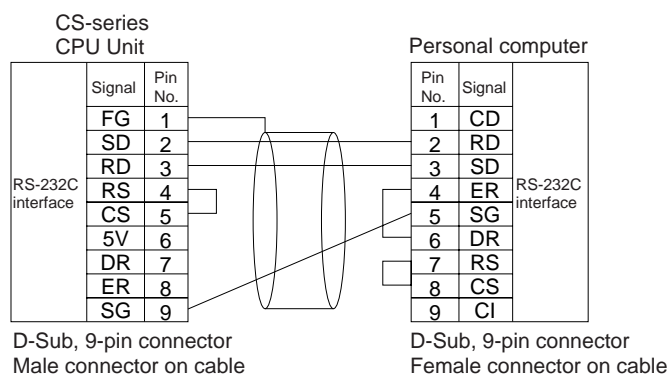 CS-series
CPU Unit
Personal computer
RS-232C
interface
Signal Pin
No.
FG 1
SD 2
RD 3
RS 4
CS 5
5V 6
DR 7
ER 8
SG 9
Pin
No. Signal
1 CD
2 RD
3 SD
4 ER
5 SG
6 DR
7 RS
8 CS
9 CI
RS-232C
interface
D-Sub, 9-pin connector
Male connector on cable
D-Sub, 9-pin connector
Female connector on cable